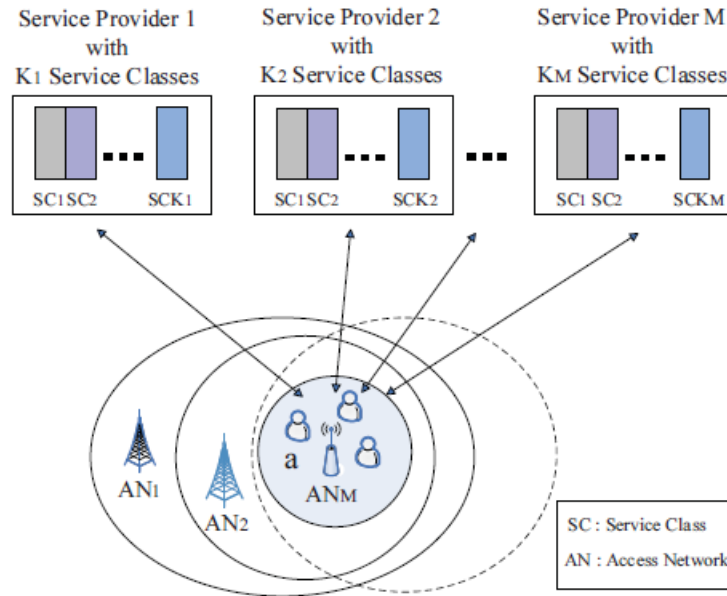 Service Provider 1
with
K1 Service Classes
Service Provider 2
with
K2 Service Classes
Service Provider M
with
KM Service Classes
SC1 SC2 SCK1
SC1 SC2 SCK2
SC1 SC2 SCKM
a
AN1
AN2
ANM
SC : Service Class
AN : Access Network